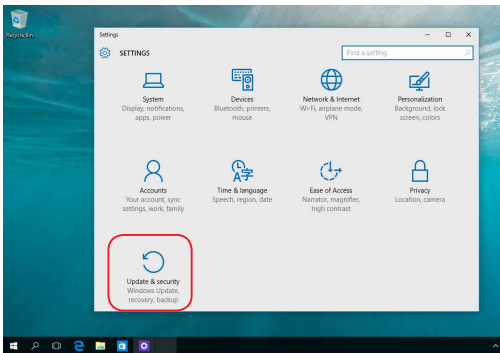 Recycle Bin
Settings
SETTINGS
Find a setting
System
Display, notifications,
apps, power
Devices
Bluetooth, printers,
mouse
Network & Internet
Wi-Fi, airplane mode,
VPN
Personalization
Background, lock
screen, colors
Accounts
Your account, sync
settings, work, family
Time & language
Speech, region, date
Ease of Access
Narrator, magnifier,
high contrast
Privacy
Location, camera
Update & security
Windows Update,
recovery, backup